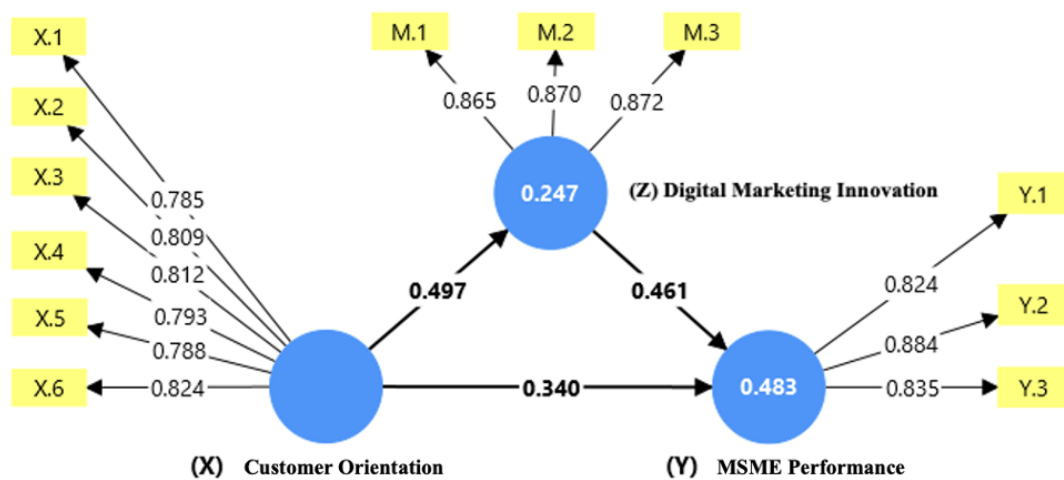 X.1
M.1
M.2
M.3
X.2
0.865
0.870
0.872
X.3
0.247
(Z) Digital Marketing Innovation
Y.1
0.785
0.809
X.4
0.812
0.497
0.461
0.824
X.5
0.793
Y.2
0.788
0.884
X.6
0.824
0.340
0.483
0.835
Y.3
(X) Customer Orientation
(Y) MSME Performance